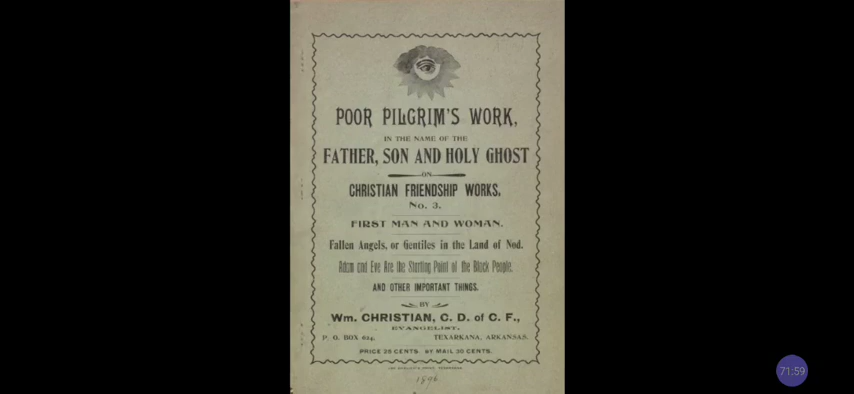 POOR PILGRIM'S WORK,
IN THE NAME OF THE
FATHER, SON AND HOLY GHOST
ON
CHRISTIAN FRIENDSHIP WORKS.
No. 3.
FIRST MAN AND WOMAN.
Fallen Angels, or Gentiles in the Land of Nod.
Adam and Eve Are the Starting Point of the Black People.
AND OTHER IMPORTANT THINGS.
BY
Wm. CHRISTIAN, C. D. of C. F.,
EVANGELIST.
P. O. BOX 624, TEXARKANA, ARKANSAS.
PRICE 25 CENTS. BY MAIL 30 CENTS.
1896
71:59